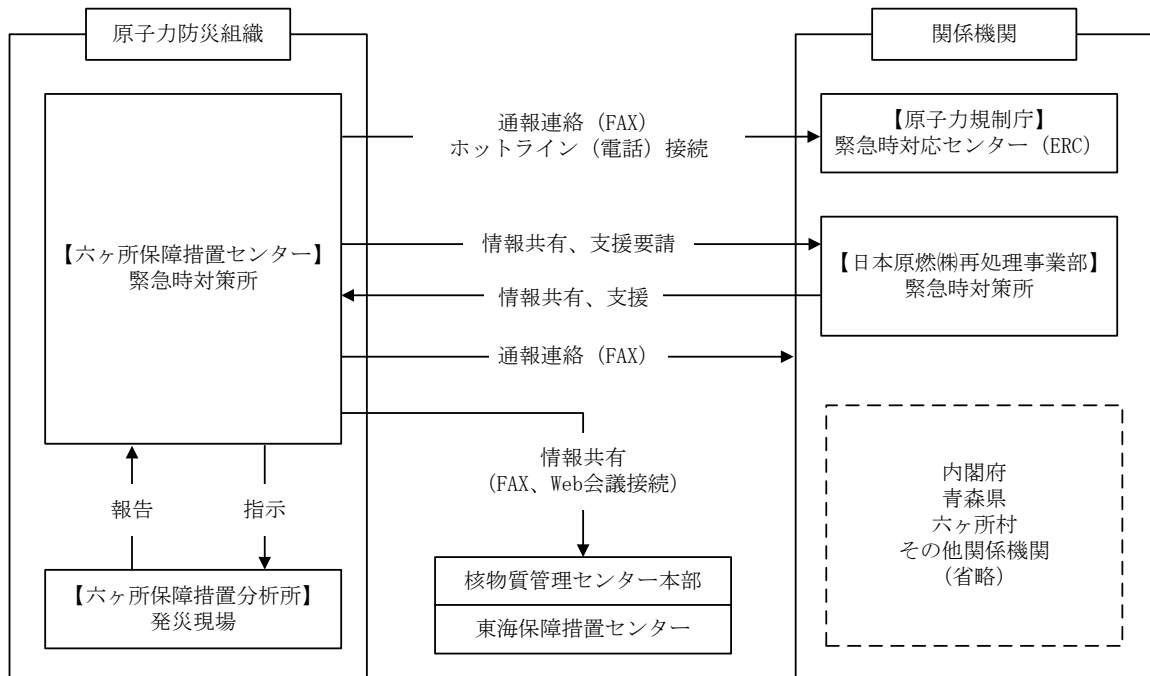 原子力防災組織
関係機関
【六ヶ所保障措置センター】
緊急時対策所
通報連絡（FAX）
ホットライン（電話）接続
【原子力規制庁】
緊急時対応センター（ERC）
情報共有、支援要請
情報共有、支援
【日本原燃㈱再処理事業部】
緊急時対策所
通報連絡（FAX）
情報共有
（FAX、Web会議接続）
報告
指示
【六ヶ所保障措置分析所】
発災現場
核物質管理センター本部
東海保障措置センター
内閣府
青森県
六ヶ所村
その他関係機関
（省略）